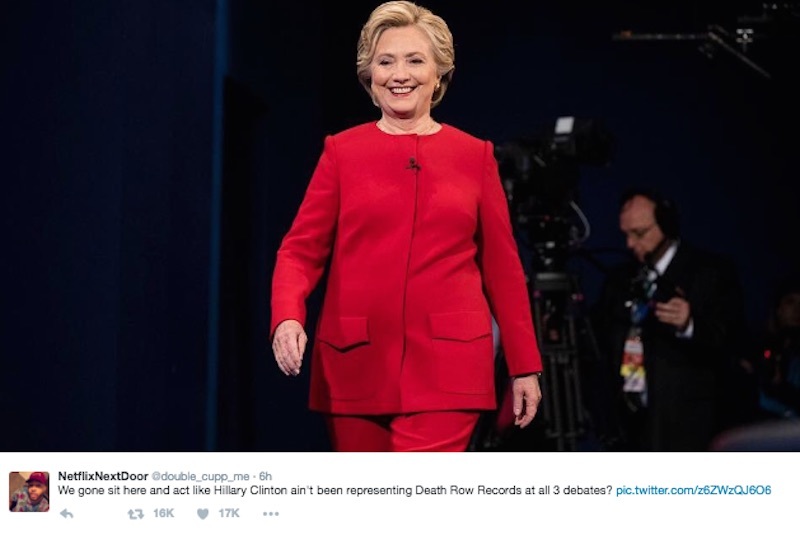 NetflixNextDoor @double_cupp_me · 6h
We gone sit here and act like Hillary Clinton ain't been representing Death Row Records at all 3 debates? pic.twitter.com/z6ZWzQJ6O6
16K 17K